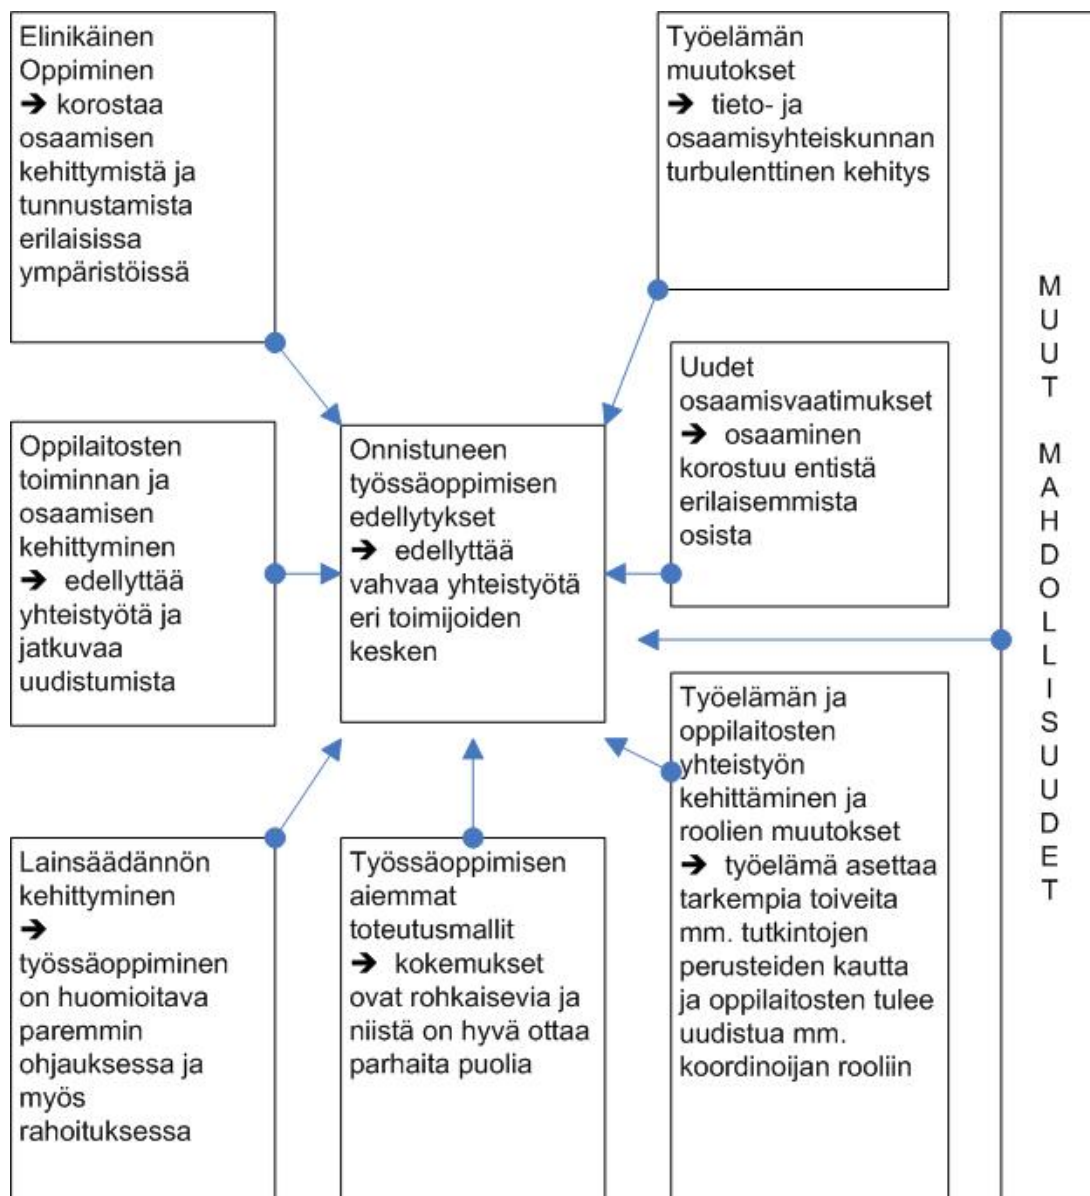 Elinikäinen
Oppiminen
➔ korostaa
osaamisen
kehittymistä ja
tunnustamista
erilaisissa
ympäristöissä
Työelämän
muutokset
➔ tieto- ja
osaamisyhteiskunnan
turbulenttinen kehitys
Oppilaitosten
toiminnan ja
osaamisen
kehittyminen
➔ edellyttää
yhteistyötä ja
jatkuvaa
uudistumista
Onnistuneen
työssäoppimisen
edellytykset
➔ edellyttää
vahvaa yhteistyötä
eri toimijoiden
kesken
Uudet
osaamisvaatimukset
➔ osaaminen
korostuu entistä
erilaisemmista
osista
Lainsäädännön
kehittyminen
➔
työssäoppiminen
on huomioitava
paremmin
ohjauksessa ja
myös
rahoituksessa
Työssäoppimisen
aiemmat
toteutusmallit
➔ kokemukset
ovat rohkaisevia ja
niistä on hyvä ottaa
parhaita puolia
Työelämän ja
oppilaitosten
yhteistyön
kehittäminen ja
roolien muutokset
➔ työelämä asettaa
tarkempia toiveita
mm. tutkintojen
perusteiden kautta
ja oppilaitosten tulee
uudistua mm.
koordinoijan rooliin
MUUT MAHDOLLISUUDET